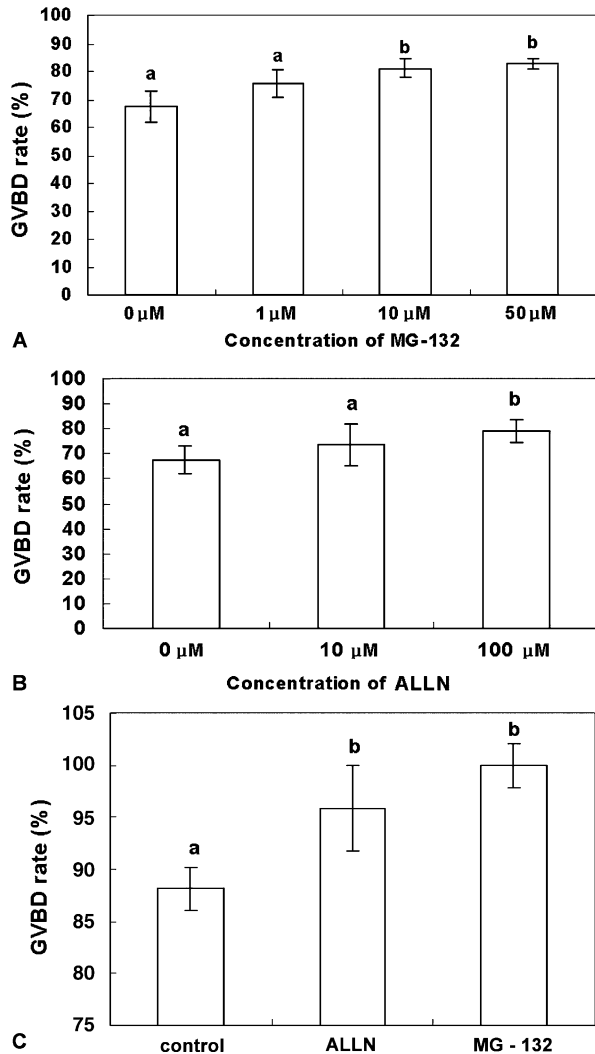 100
90
80
70
60
50
40
30
20
10
0
GVBD rate (%)
a
a
b
b
0 µM
1 µM
10 µM
50 µM
A
Concentration of MG-132
100
90
80
70
60
50
40
30
20
10
0
GVBD rate (%)
a
a
b
0 µM
10 µM
100 µM
B
Concentration of ALLN
105
100
95
90
85
80
75
GVBD rate (%)
a
b
b
C
control
ALLN
MG - 132